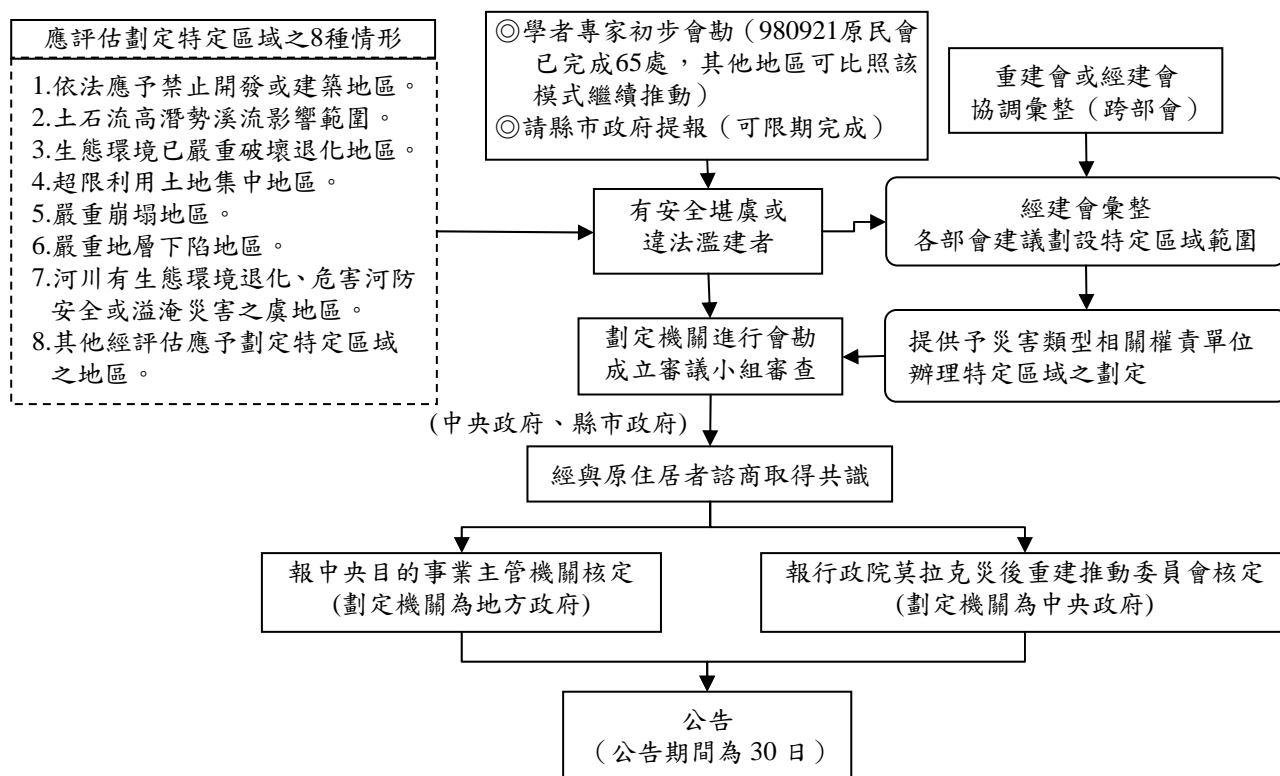 應評估劃定特定區域之8種情形
1.依法應予禁止開發或建築地區。
2.土石流高潛勢溪流影響範圍。
3.生態環境已嚴重破壞退化地區。
4.超限利用土地集中地區。
5.嚴重崩塌地區。
6.嚴重地層下陷地區。
7.河川有生態環境退化、危害河防
安全或溢淹災害之虞地區。
8.其他經評估應予劃定特定區域
之地區。
◎學者專家初步會勘（980921原民會
已完成65處，其他地區可比照該
模式繼續推動）
◎請縣市政府提報（可限期完成）
重建會或經建會
協調彙整（跨部會）
有安全堪虞或
違法濫建者
經建會彙整
各部會建議劃設特定區域範圍
劃定機關進行會勘
成立審議小組審查
提供予災害類型相關權責單位
辦理特定區域之劃定
(中央政府、縣市政府)
經與原住居者諮商取得共識
報中央目的事業主管機關核定
(劃定機關為地方政府)
報行政院莫拉克災後重建推動委員會核定
(劃定機關為中央政府)
公告
（公告期間為 30 日）